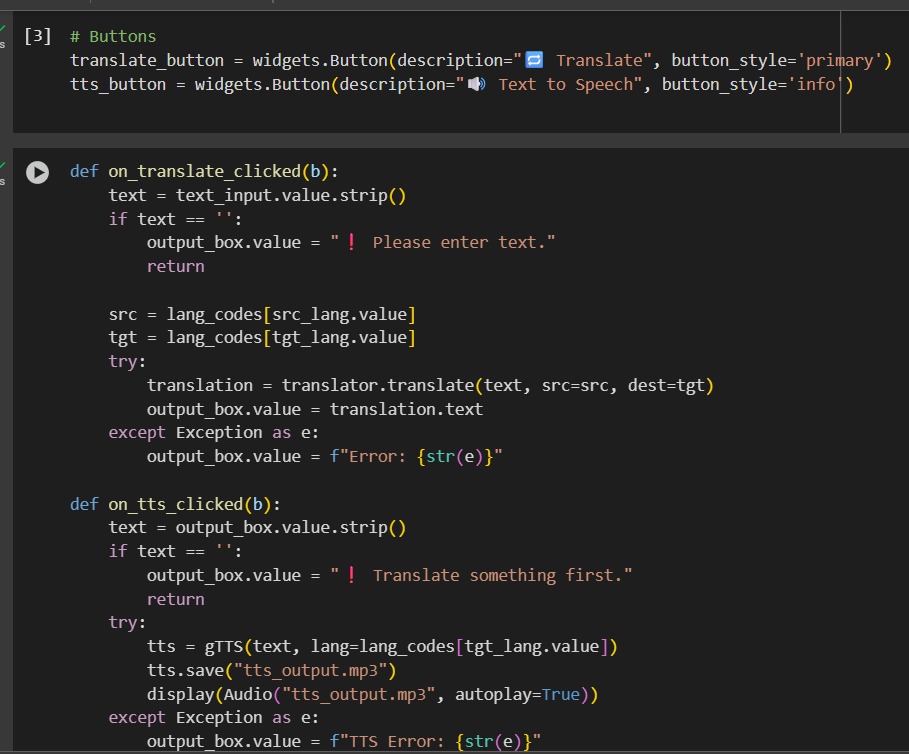 [3] # Buttons
translate_button = widgets.Button(description="🔁 Translate", button_style='primary')
tts_button = widgets.Button(description="🔊 Text to Speech", button_style='info')
def on_translate_clicked(b):
    text = text_input.value.strip()
    if text == '':
        output_box.value = "❗ Please enter text."
        return
    src = lang_codes[src_lang.value]
    tgt = lang_codes[tgt_lang.value]
    try:
        translation = translator.translate(text, src=src, dest=tgt)
        output_box.value = translation.text
    except Exception as e:
        output_box.value = f"Error: {str(e)}"
def on_tts_clicked(b):
    text = output_box.value.strip()
    if text == '':
        output_box.value = "❗ Translate something first."
        return
    try:
        tts = gTTS(text, lang=lang_codes[tgt_lang.value])
        tts.save("tts_output.mp3")
        display(Audio("tts_output.mp3", autoplay=True))
    except Exception as e:
        output_box.value = f"TTS Error: {str(e)}"